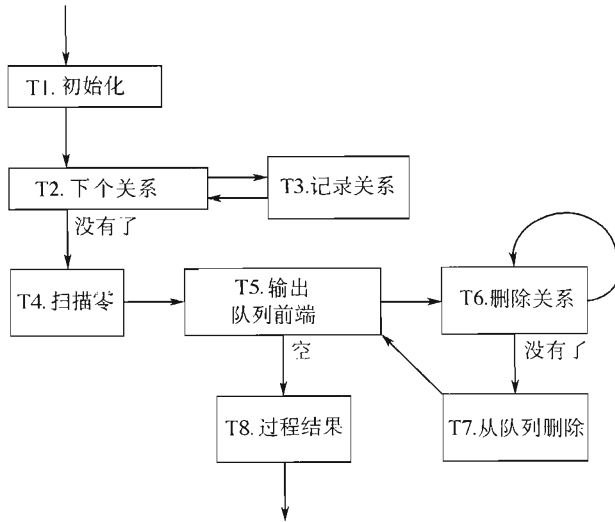 T1. 初始化
T2. 下个关系
T3.记录关系
没有了
T4. 扫描零
T5. 输出
队列前端
T6.删除关系
空
没有了
T8. 过程结果
T7.从队列删除